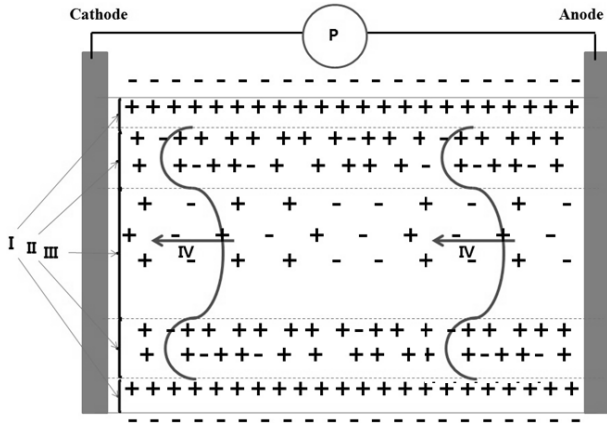 Cathode
Anode
P
- - - - - - - - - - - - - - - - - - - -
+ + + + + + + + + + + + + + + + + + + +
I
II
III
IV
IV